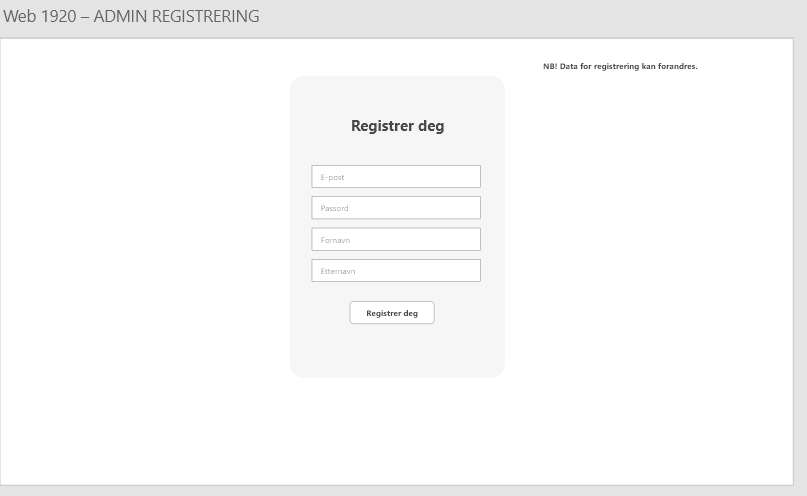 Web 1920 – ADMIN REGISTRERING
NB! Data for registrering kan forandres.
Registrer deg
E-post
Passord
Fornavn
Etternavn
Registrer deg